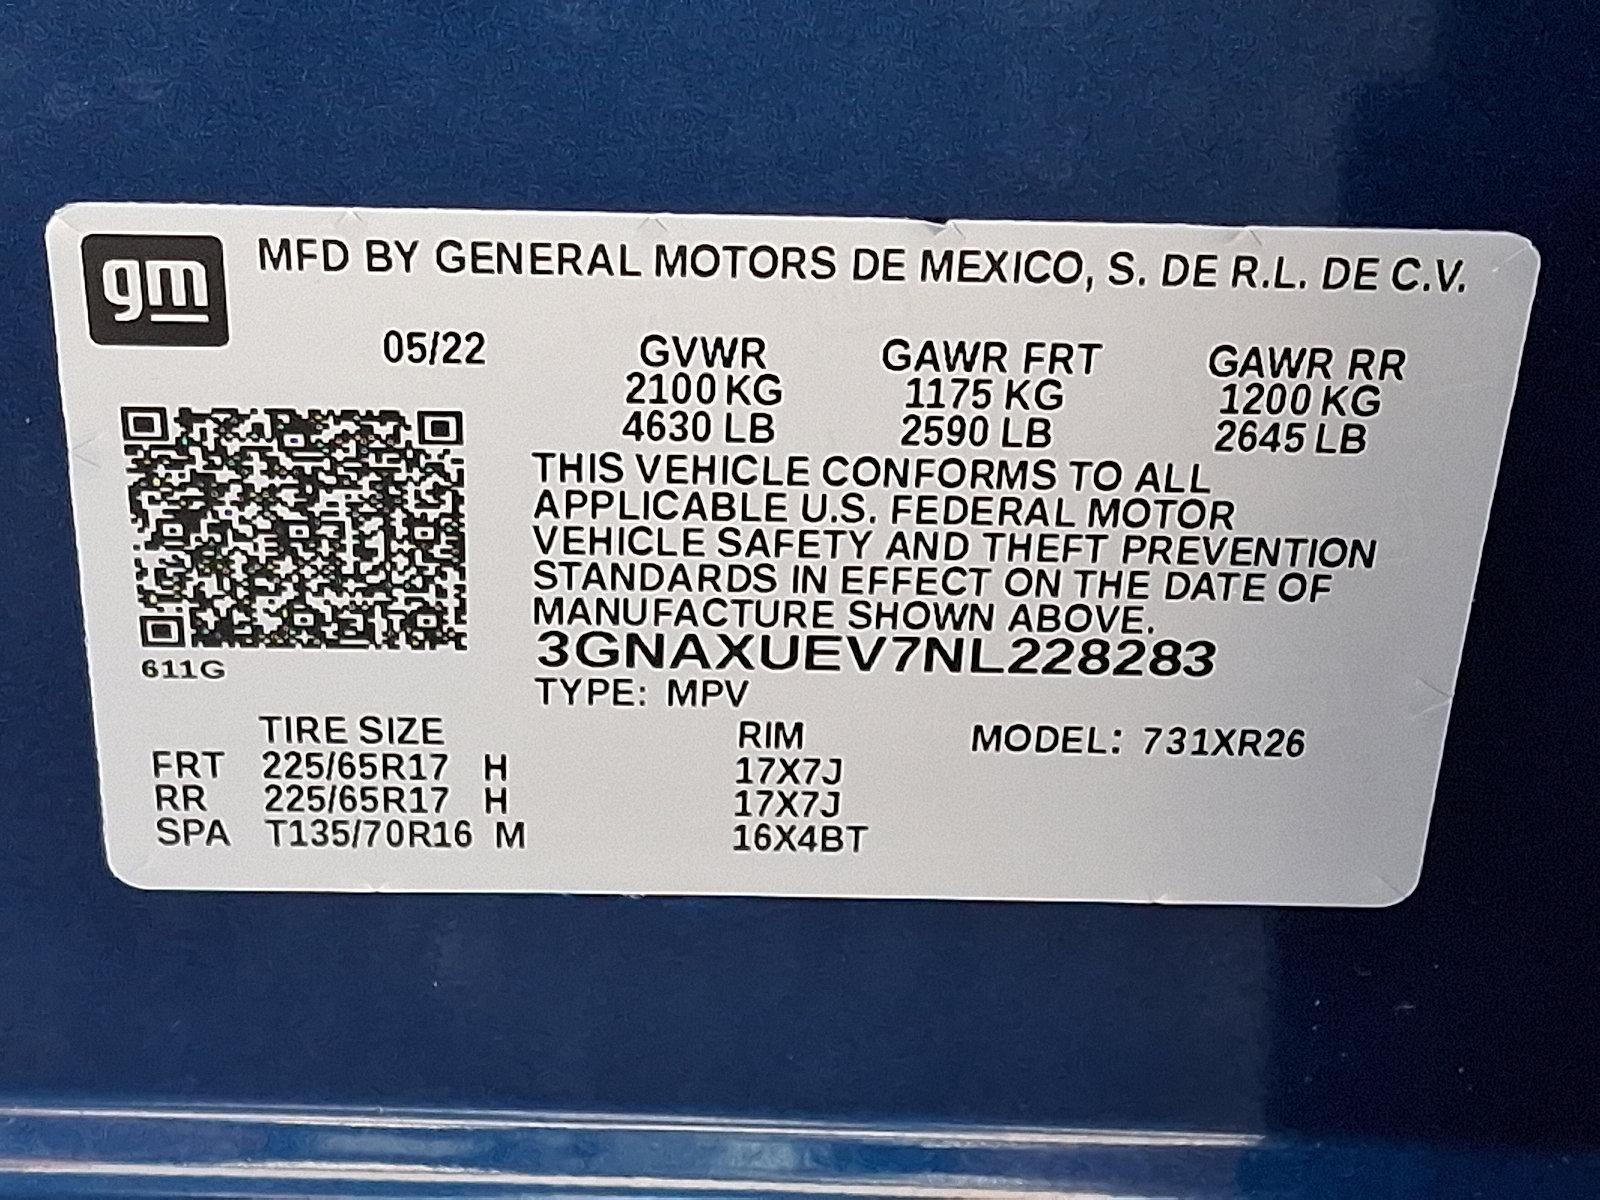 gm
MFD BY GENERAL MOTORS DE MEXICO, S. DE R.L. DE C.V.
05/22 GVWR GAWR FRT GAWR RR
2100 KG 1175 KG 1200 KG
4630 LB 2590 LB 2645 LB
THIS VEHICLE CONFORMS TO ALL
APPLICABLE U.S. FEDERAL MOTOR
VEHICLE SAFETY AND THEFT PREVENTION
STANDARDS IN EFFECT ON THE DATE OF
MANUFACTURE SHOWN ABOVE.
3GNAXUEV7NL228283
611G
TYPE: MPV
TIRE SIZE RIM MODEL: 731XR26
FRT 225/65R17 H 17X7J
RR 225/65R17 H 17X7J
SPA T135/70R16 M 16X4BT